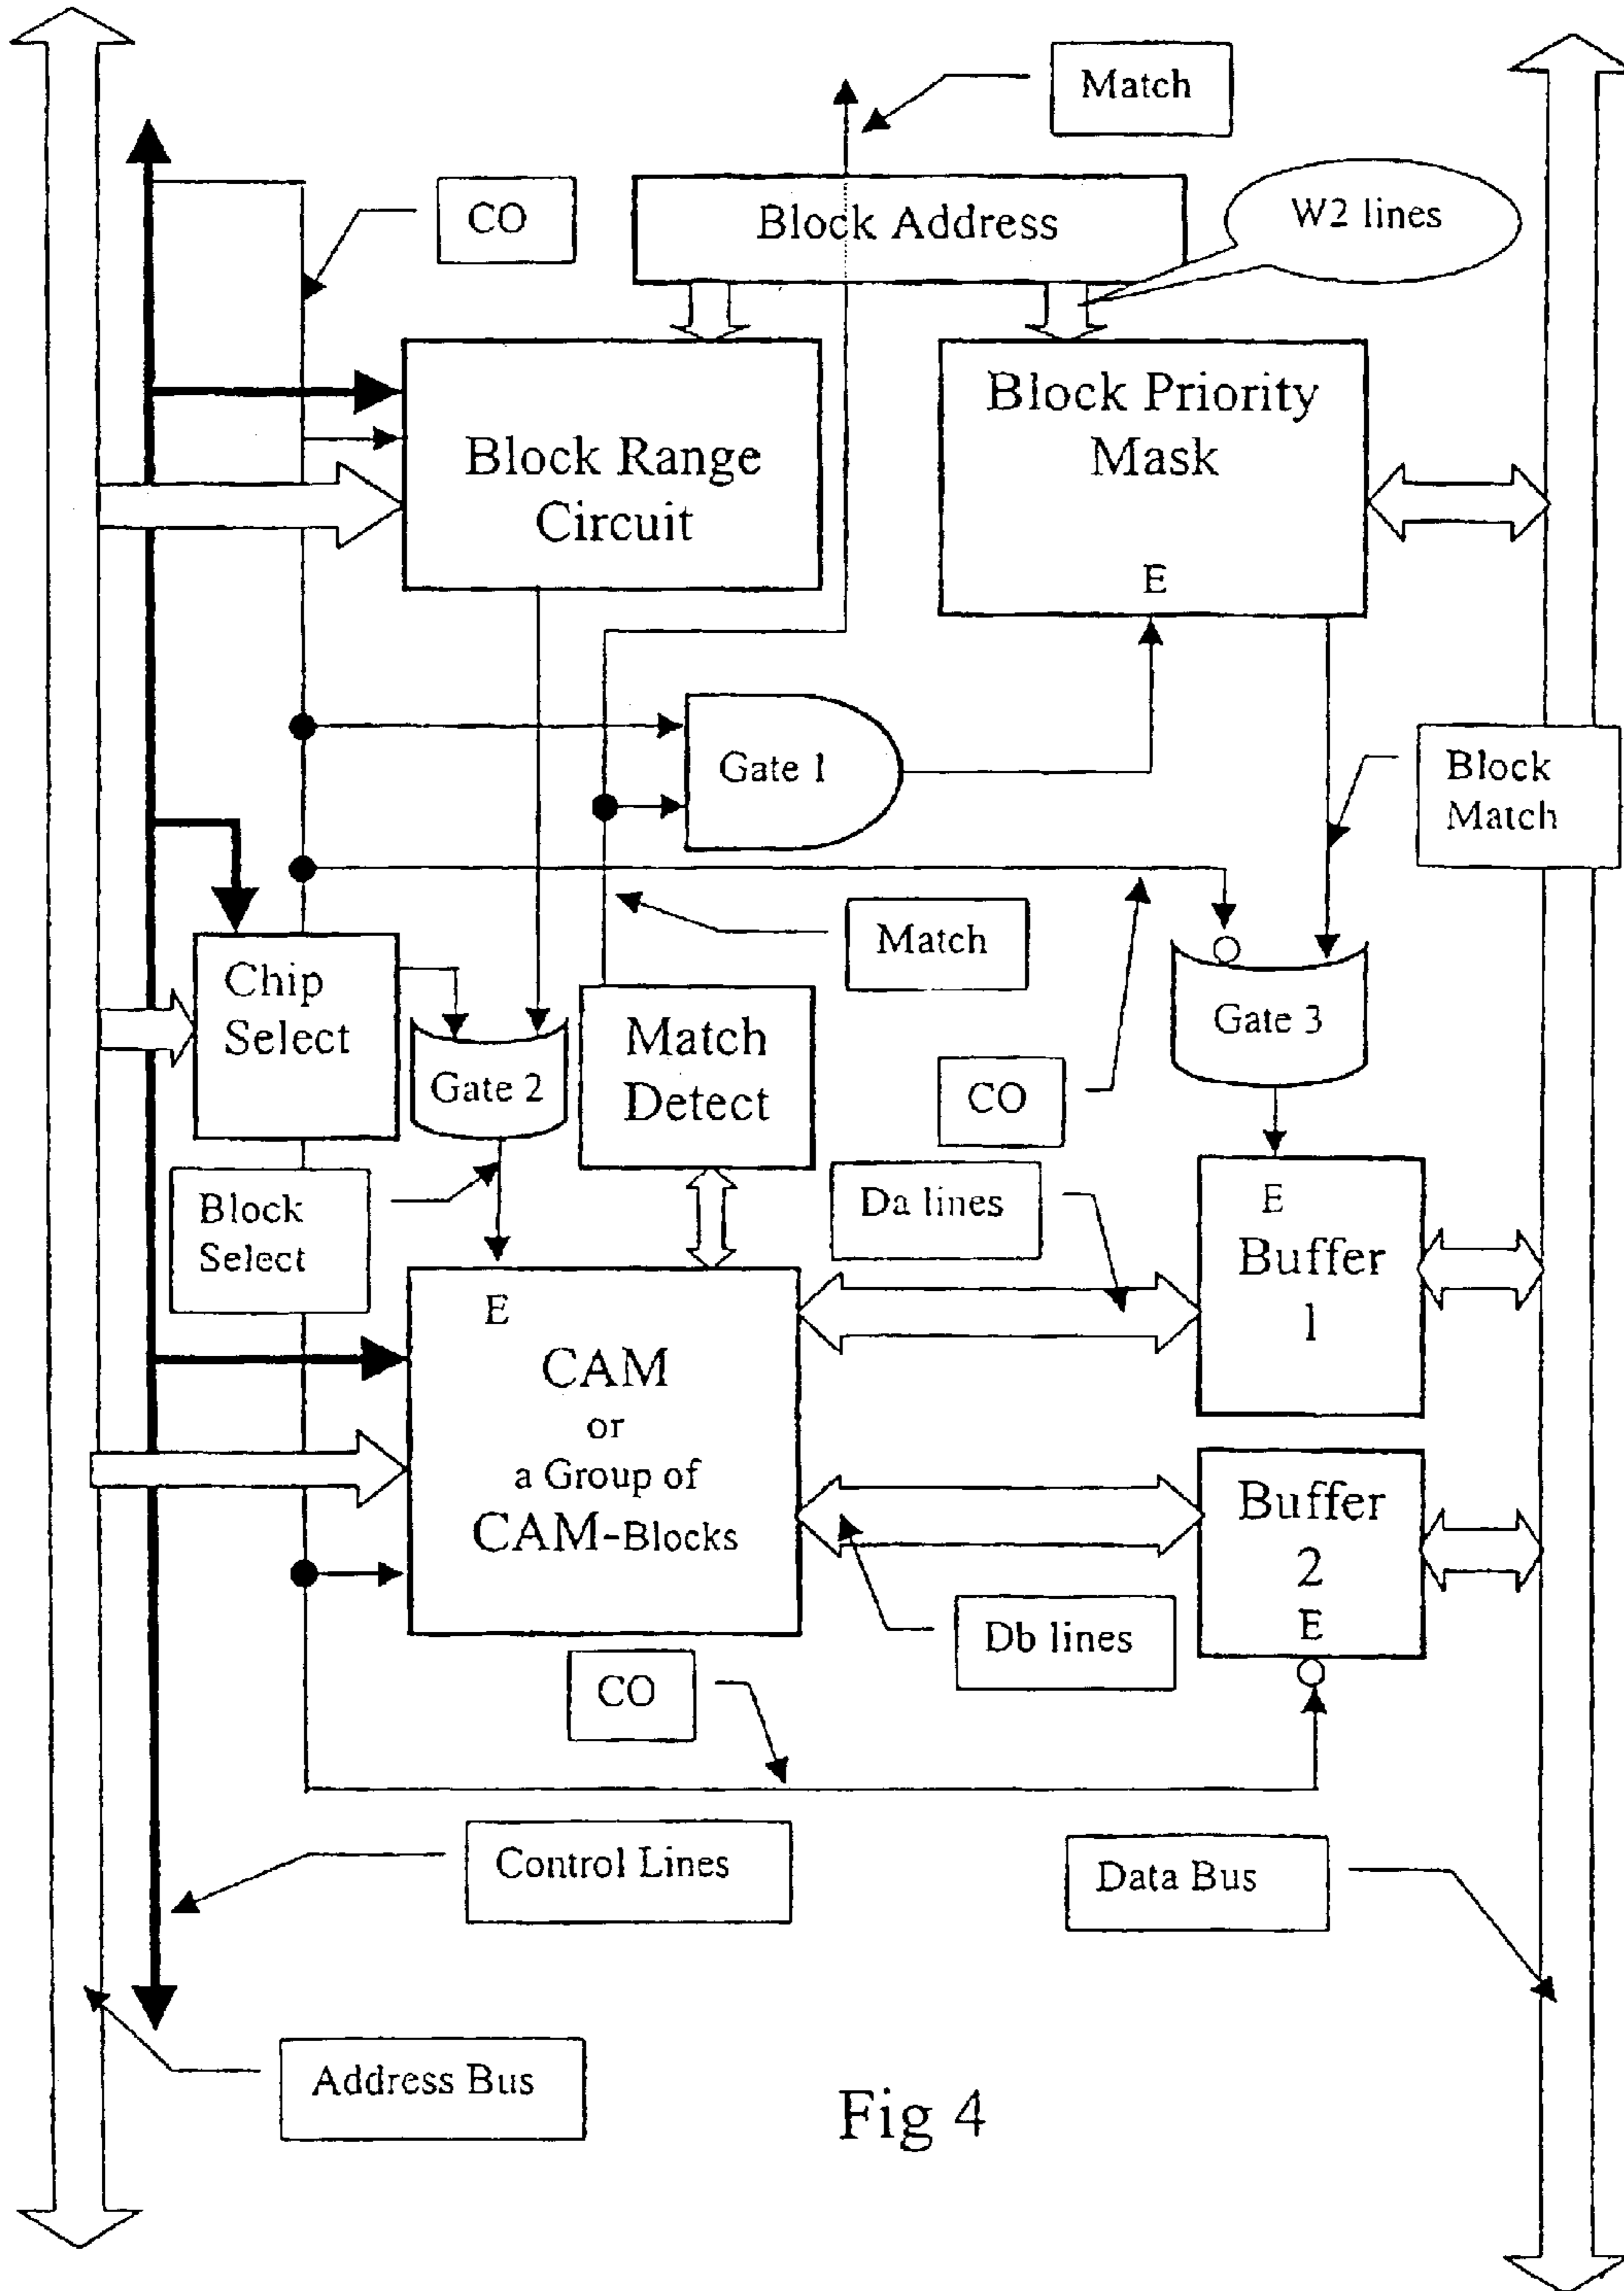 Match
CO
Block Address
W2 lines
Block Priority
Mask
E
Block Range
Circuit
Gate 1
Block
Match
Match
Chip
Select
Gate 2
Match
Detect
Gate 3
CO
Block
Select
Da lines
E
Buffer
1
E
CAM
or
a Group of
CAM-Blocks
Buffer
2
E
Db lines
CO
Control Lines
Data Bus
Address Bus
Fig 4